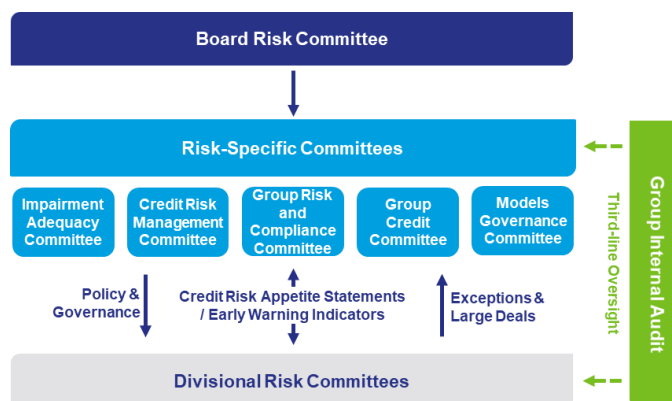 Board Risk Committee
Risk-Specific Committees
Impairment
Adequacy
Committee
Credit Risk
Management
Committee
Group Risk
and
Compliance
Committee
Group
Credit
Committee
Models
Governance
Committee
Policy &
Governance
Credit Risk Appetite Statements
/ Early Warning Indicators
Exceptions &
Large Deals
Divisional Risk Committees
Third-line Oversight
Group Internal Audit